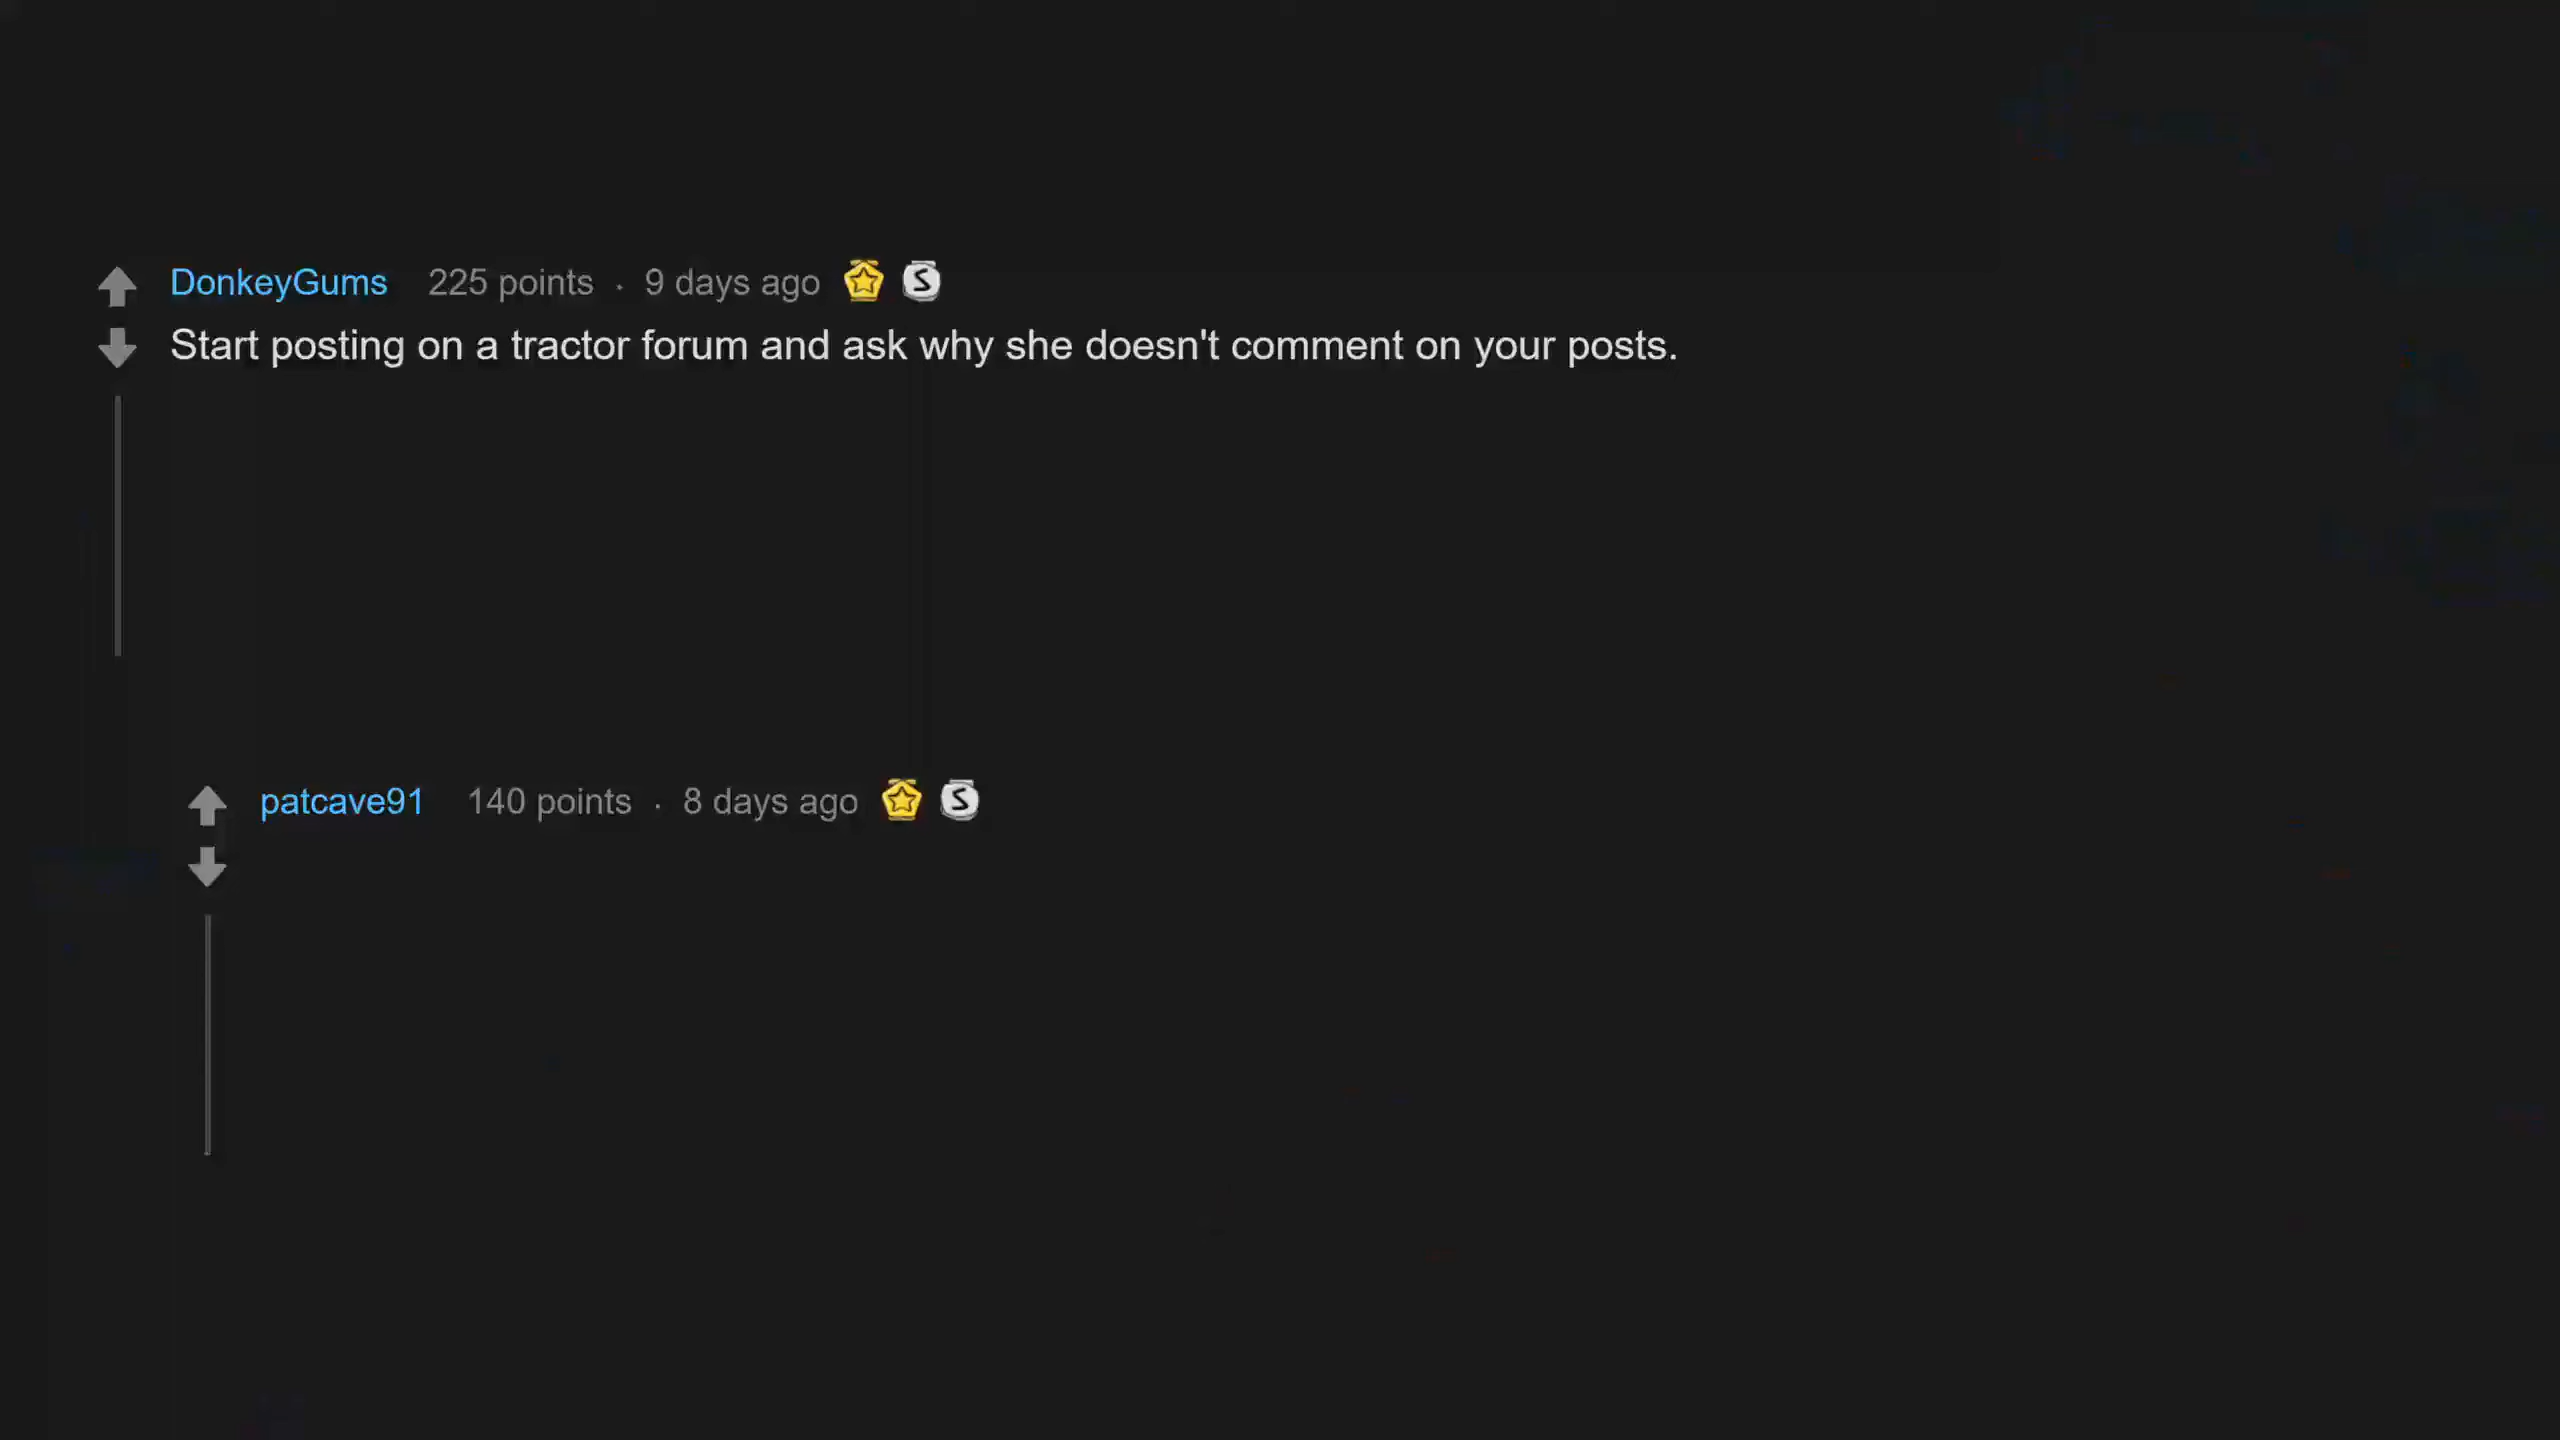 DonkeyGums 225 points · 9 days ago
Start posting on a tractor forum and ask why she doesn't comment on your posts.
patcave91 140 points · 8 days ago